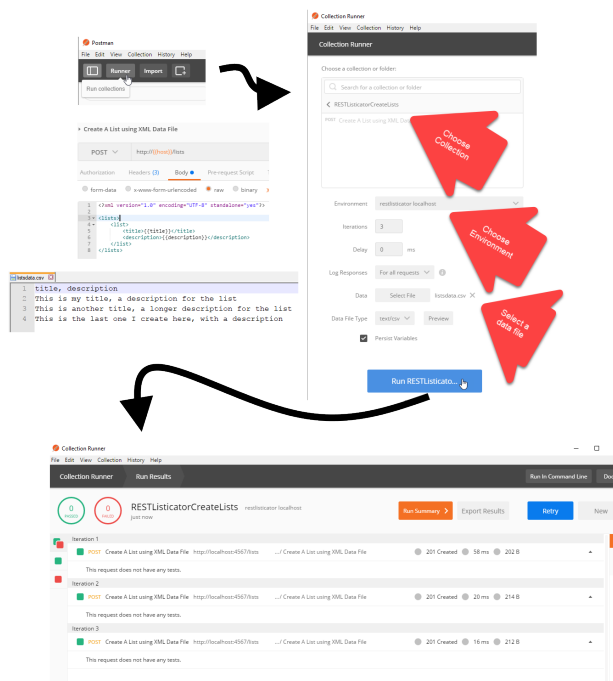 Postman
File Edit View Collection History Help
Runner Import
Run collections
Create A List using XML Data File
POST http://{{host}}/lists
Authorization Headers (3) Body Pre-request Script
form-data x-www-form-urlencoded raw binary
1 <?xml version="1.0" encoding="UTF-8" standalone="yes"?>
2
3 <lists>
4 <list>
5 <title>{{title}}</title>
6 <description>{{description}}</description>
7 </list>
8 </lists>
listsdata.csv
1 title, description
2 This is my title, a description for the list
3 This is another title, a longer description for the list
4 This is the last one I create here, with a description
Collection Runner
File Edit View Collection History Help
Collection Runner
Choose a collection or folder
Search for a collection or folder
RESTListicatorCreateLists
POST Create A List using XML Data
Choose
Collection
Environment restlisticator localhost
Choose
Environment
Iterations 3
Delay 0 ms
Log Responses For all requests
Data Select File listsdata.csv
Select a
data file
Data File Type text/csv Preview
Persist Variables
Run RESTListicato...
Collection Runner
File Edit View Collection History Help
Collection Runner Run Results Run In Command Line Doc
0 PASSED 0 FAILED RESTListicatorCreateLists restlisticator localhost
just now
Run Summary Export Results Retry New
Iteration 1
POST Create A List using XML Data File http://localhost:4567/lists .../ Create A List using XML Data File 201 Created 58 ms 202 B
This request does not have any tests.
Iteration 2
POST Create A List using XML Data File http://localhost:4567/lists .../ Create A List using XML Data File 201 Created 20 ms 214 B
This request does not have any tests.
Iteration 3
POST Create A List using XML Data File http://localhost:4567/lists .../ Create A List using XML Data File 201 Created 16 ms 212 B
This request does not have any tests.